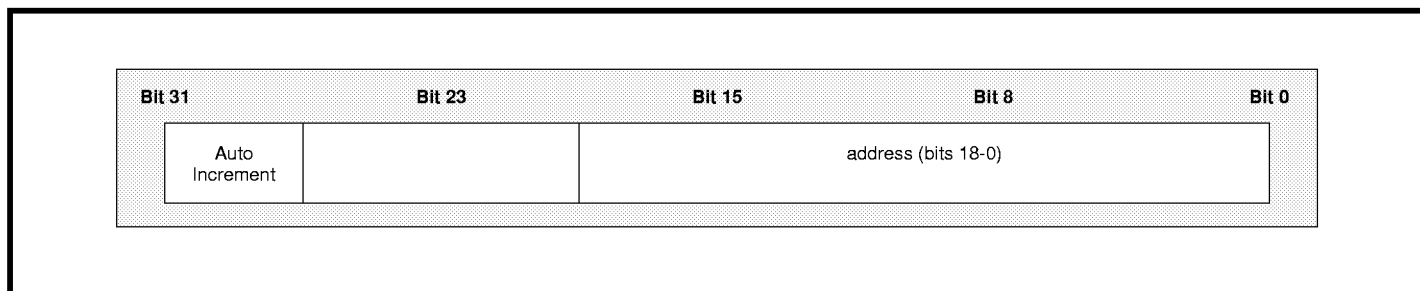 Bit 31 Bit 23 Bit 15 Bit 8 Bit 0
Auto
Increment
address (bits 18-0)